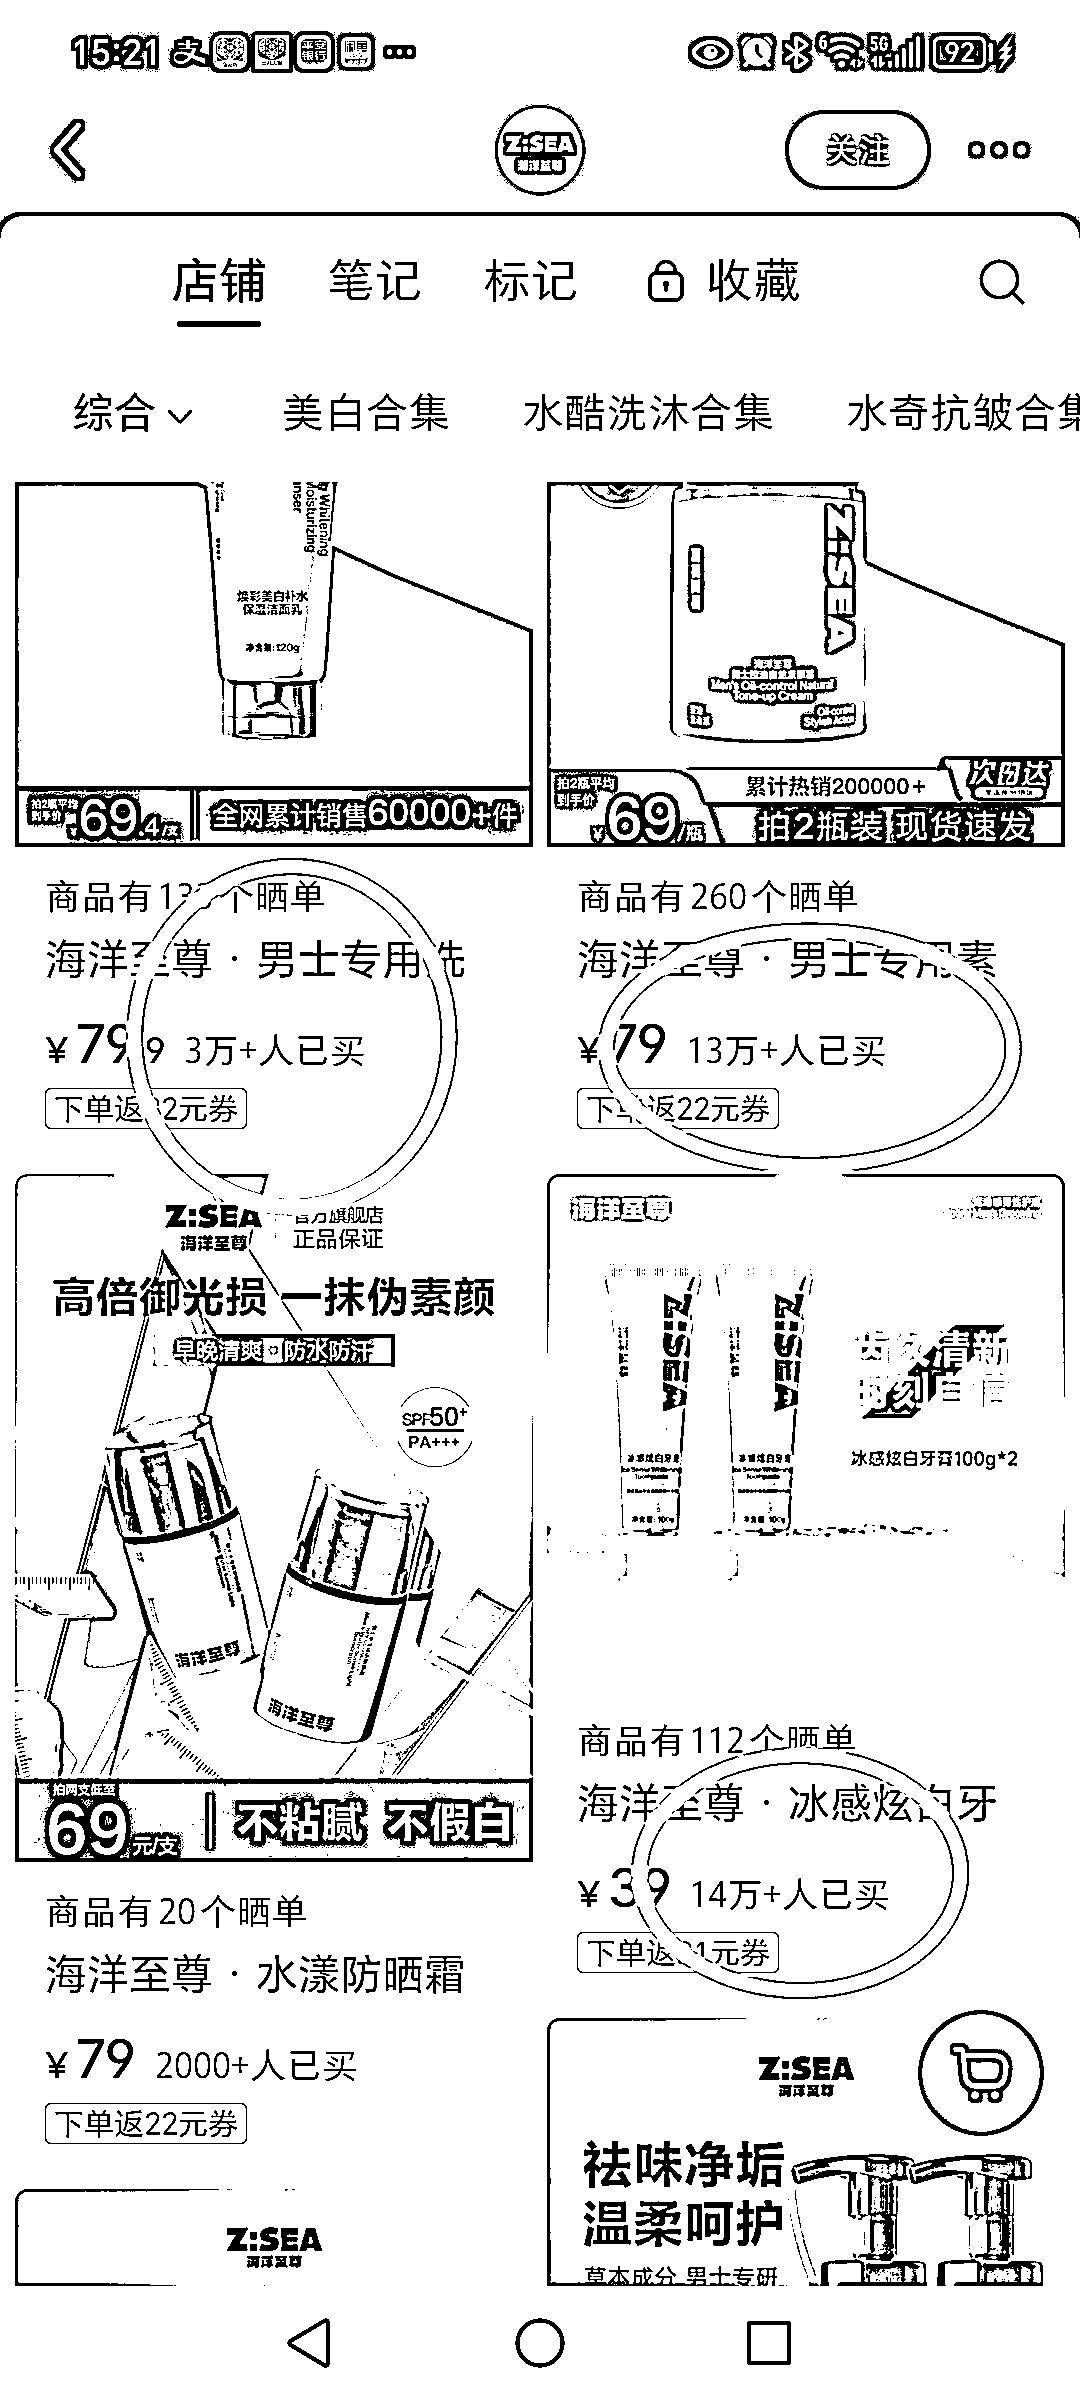 15:21
5G 92
Z:SEA
海洋至尊
关注
店铺 笔记 标记 收藏
综合 美白合集 水酷洗沐合集 水奇抗皱合集
g Whitening
Moisturizing
焕彩美白补水
保湿洁面乳
净含量:120g
Z:SEA
Men's Oil-control Natural
Tone-up Cream
拍2瓶平均
到手价
¥69.4/支
全网累计销售60000+件
累计热销200000+
次日达
拍2瓶平均
到手价
¥69/瓶
拍2瓶装 现货速发
商品有13 个晒单
海洋至尊 · 男士专用洗
¥79 9 3万+人已买
下单返 2元券
商品有260个晒单
海洋至尊 · 男士专用素
¥79 13万+人已买
下单返22元券
Z:SEA
海洋至尊
官方旗舰店
正品保证
高倍御光损 一抹伪素颜
早晚清爽 防水防汗
SPF50+
PA+++
海洋至尊
海洋至尊
69元/支
不粘腻 不假白
海洋至尊
Z:SEA
Z:SEA
清新
时刻自信
冰感炫白牙膏100g*2
商品有112个晒单
海洋至尊 · 冰感炫白牙
¥39 14万+人已买
下单返 1元券
商品有20个晒单
海洋至尊 · 水漾防晒霜
¥79 2000+人已买
下单返22元券
Z:SEA
海洋至尊
祛味净垢
温柔呵护
草本成分 男士专研
Z:SEA
海洋至尊